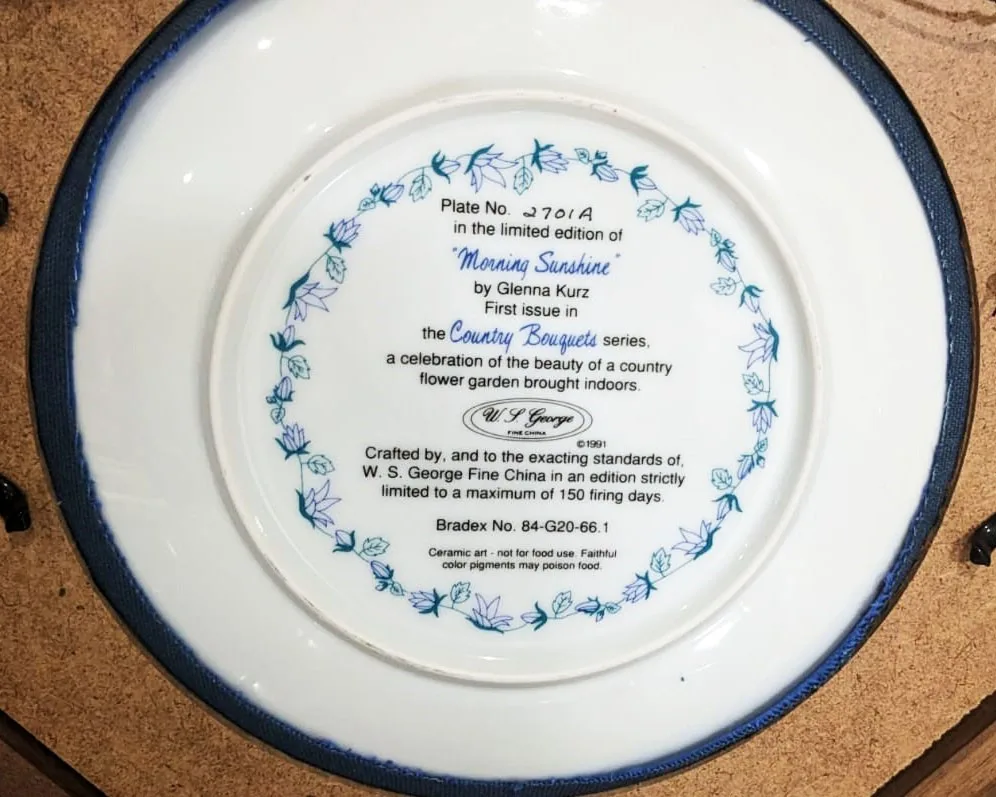 Plate No. 2701A
in the limited edition of
"Morning Sunshine"
by Glenna Kurz
First issue in
the Country Bouquets series,
a celebration of the beauty of a country
flower garden brought indoors.
W. S. George
FINE CHINA
©1991
Crafted by, and to the exacting standards of,
W. S. George Fine China in an edition strictly
limited to a maximum of 150 firing days.
Bradex No. 84-G20-66.1
Ceramic art - not for food use. Faithful
color pigments may poison food.